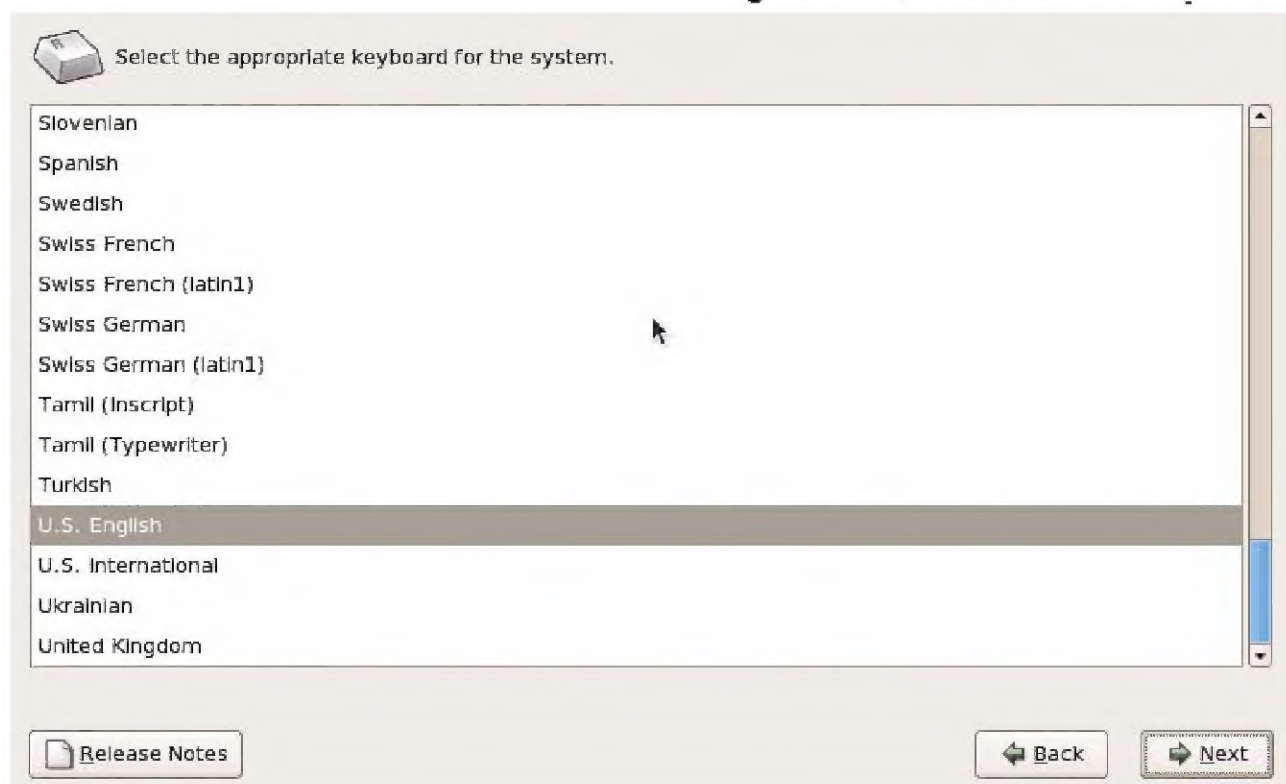 Select the appropriate keyboard for the system.
Slovenian
Spanish
Swedish
Swiss French
Swiss French (latin1)
Swiss German
Swiss German (latin1)
Tamil (Inscript)
Tamil (Typewriter)
Turkish
U.S. English
U.S. International
Ukrainian
United Kingdom
Release Notes
Back
Next